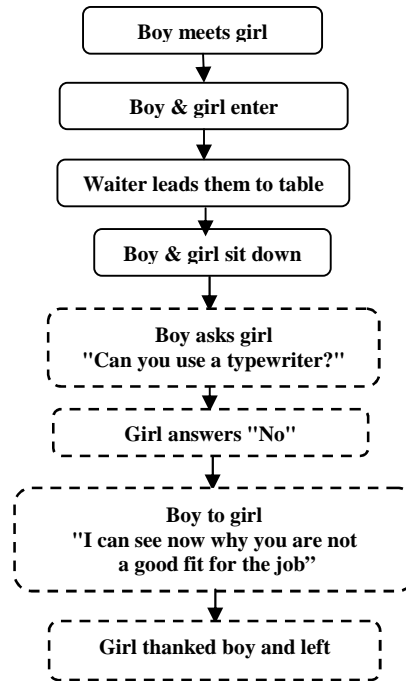 Boy meets girl
Boy & girl enter
Waiter leads them to table
Boy & girl sit down
Boy asks girl
"Can you use a typewriter?"
Girl answers "No"
Boy to girl
"I can see now why you are not
a good fit for the job”
Girl thanked boy and left